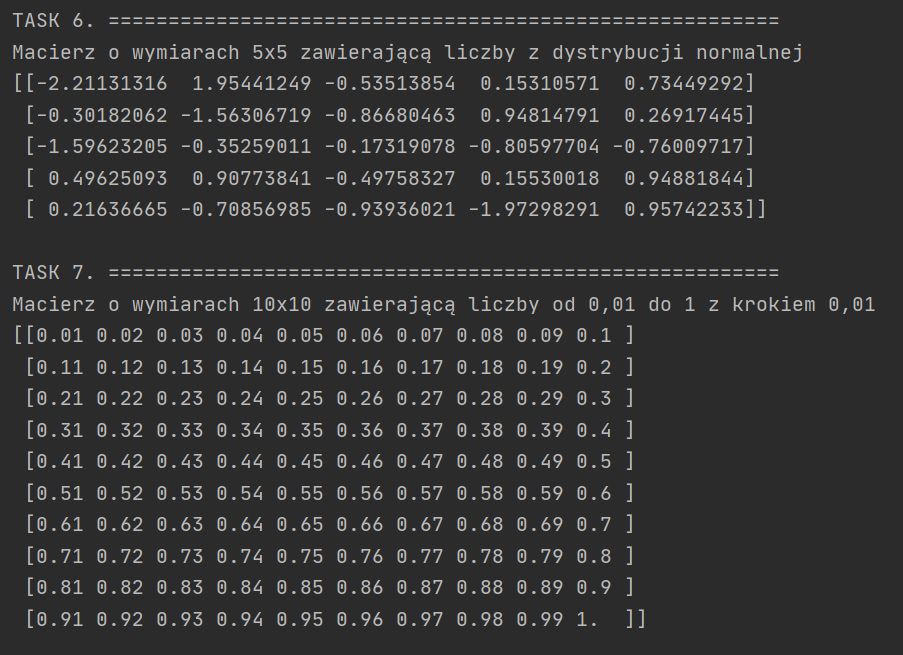 TASK 6. ========================================================
Macierz o wymiarach 5x5 zawierającą liczby z dystrybucji normalnej
[[-2.21131316  1.95441249 -0.53513854  0.15310571  0.73449292]
 [-0.30182062 -1.56306719 -0.86680463  0.94814791  0.26917445]
 [-1.59623205 -0.35259011 -0.17319078 -0.80597704 -0.76009717]
 [ 0.49625093  0.90773841 -0.49758327  0.15530018  0.94881844]
 [ 0.21636665 -0.70856985 -0.93936021 -1.97298291  0.95742233]]
TASK 7. ========================================================
Macierz o wymiarach 10x10 zawierającą liczby od 0,01 do 1 z krokiem 0,01
[[0.01 0.02 0.03 0.04 0.05 0.06 0.07 0.08 0.09 0.1 ]
 [0.11 0.12 0.13 0.14 0.15 0.16 0.17 0.18 0.19 0.2 ]
 [0.21 0.22 0.23 0.24 0.25 0.26 0.27 0.28 0.29 0.3 ]
 [0.31 0.32 0.33 0.34 0.35 0.36 0.37 0.38 0.39 0.4 ]
 [0.41 0.42 0.43 0.44 0.45 0.46 0.47 0.48 0.49 0.5 ]
 [0.51 0.52 0.53 0.54 0.55 0.56 0.57 0.58 0.59 0.6 ]
 [0.61 0.62 0.63 0.64 0.65 0.66 0.67 0.68 0.69 0.7 ]
 [0.71 0.72 0.73 0.74 0.75 0.76 0.77 0.78 0.79 0.8 ]
 [0.81 0.82 0.83 0.84 0.85 0.86 0.87 0.88 0.89 0.9 ]
 [0.91 0.92 0.93 0.94 0.95 0.96 0.97 0.98 0.99 1.  ]]